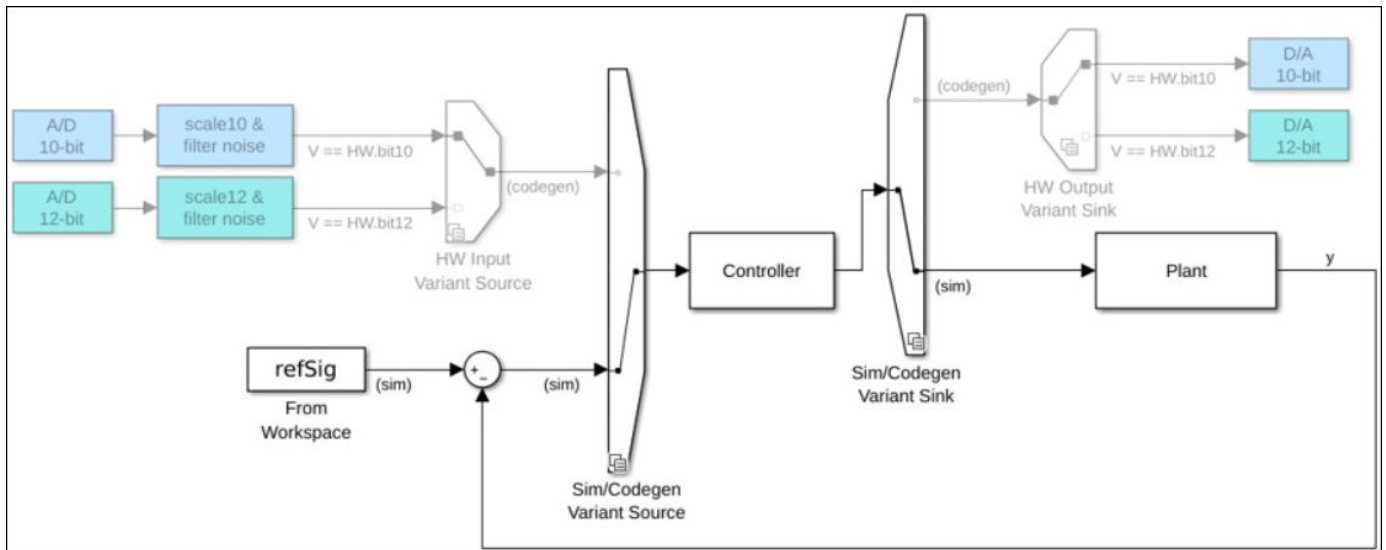 A/D
10-bit
scale10 &
filter noise
V == HW.bit10
A/D
12-bit
scale12 &
filter noise
V == HW.bit12
HW Input
Variant Source
(codegen)
refSig
From
Workspace
(sim)
+
−
(sim)
Sim/Codegen
Variant Source
Controller
Sim/Codegen
Variant Sink
(codegen)
(sim)
HW Output
Variant Sink
V == HW.bit10
V == HW.bit12
D/A
10-bit
D/A
12-bit
Plant
y